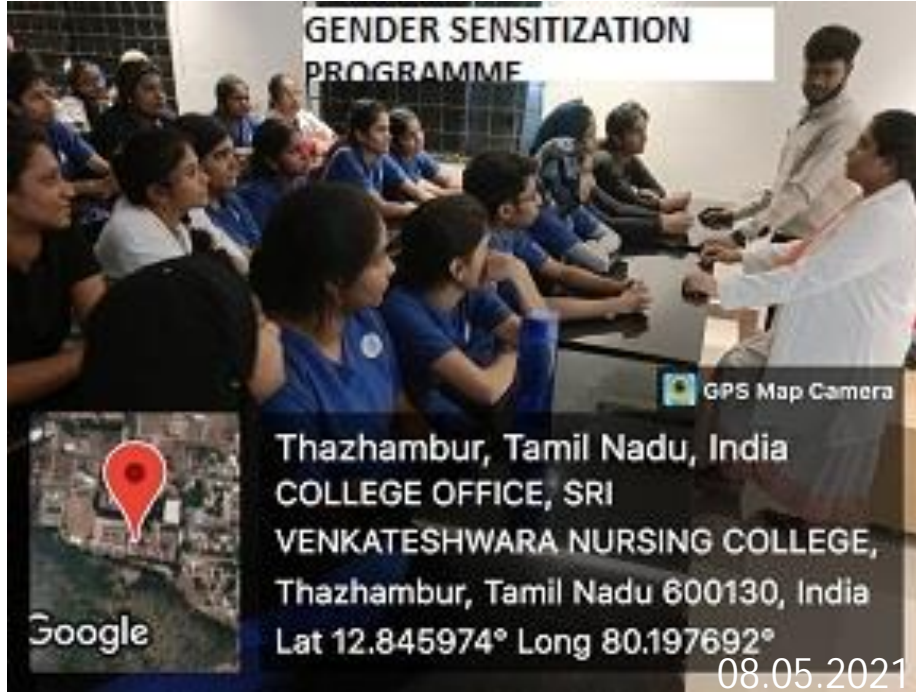 GENDER SENSITIZATION
PROGRAMME
GPS Map Camera
Thazhambur, Tamil Nadu, India
COLLEGE OFFICE, SRI
VENKATESHWARA NURSING COLLEGE,
Thazhambur, Tamil Nadu 600130, India
Lat 12.845974° Long 80.197692°
Google
08.05.2021